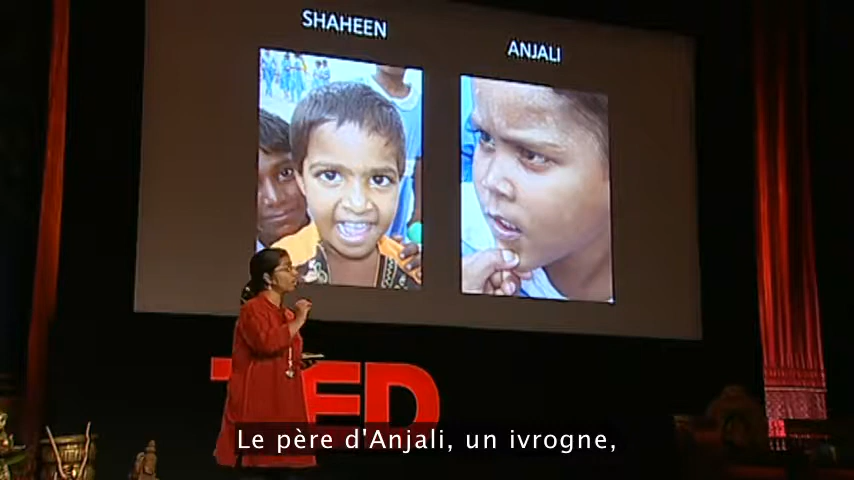 SHAHEEN
ANJALI
TED
Le père d'Anjali, un ivrogne,